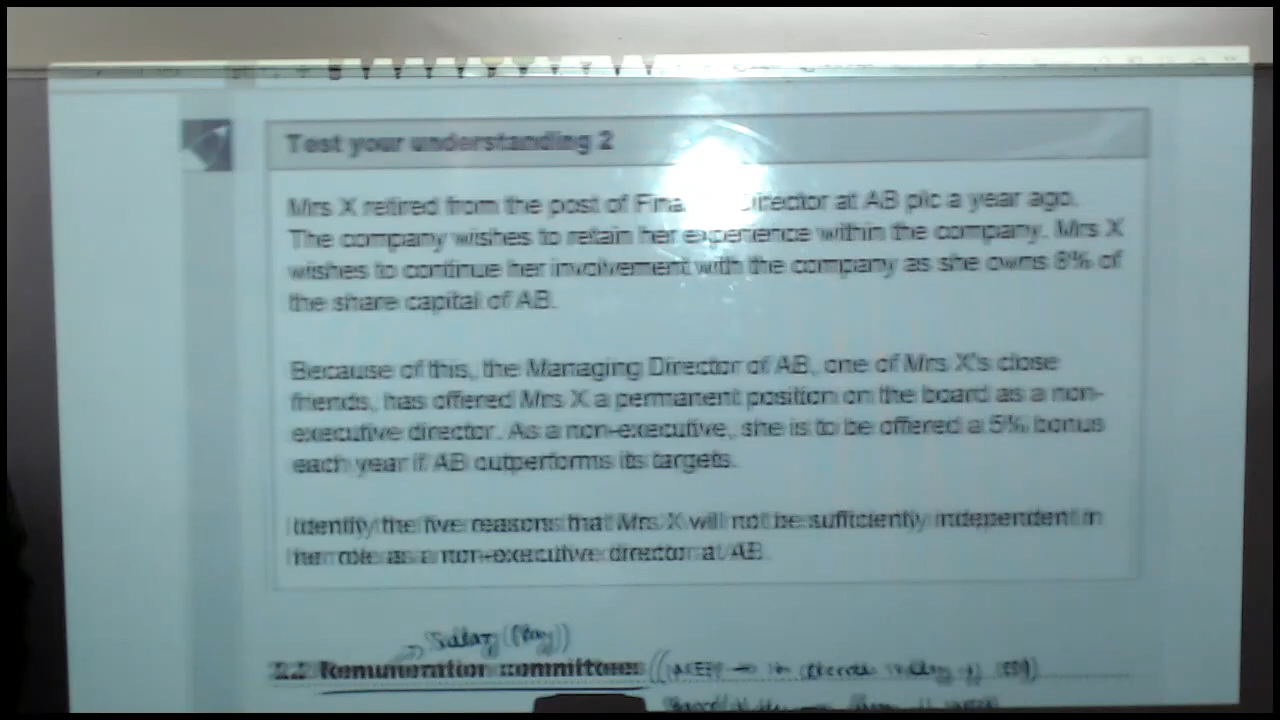 Test your understanding 2
Mrs X retired from the post of Director at AB plc a year ago.
The company wishes to retain her experience within the company. Mrs X
wishes to continue her involvement with the company as she owns 8% of
the share capital of AB.
Because of this, the Managing Director of AB, one of Mrs X's close
friends, has offered Mrs X a permanent position on the board as a non-
executive director. As a non-executive, she is to be offered a 5% bonus
each year if AB outperforms its targets.
Identify the five reasons that Mrs X will not be sufficiently independent in
her role as a non-executive director at AB.
Salary (Pay)
2.2 Remuneration committees